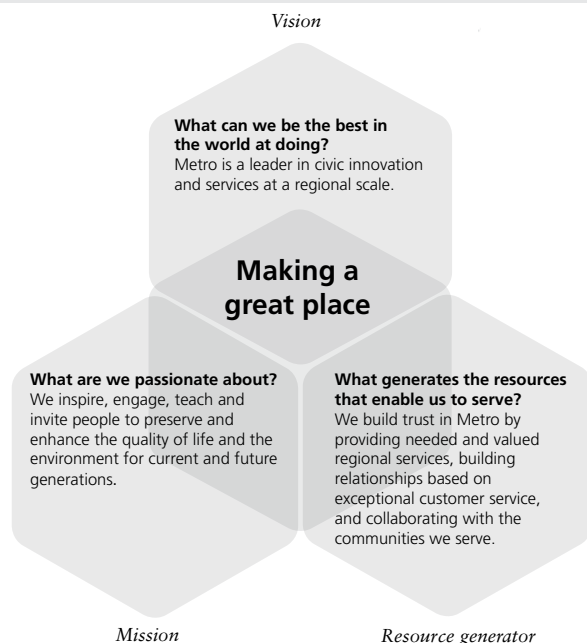 Vision
What can we be the best in
the world at doing?
Metro is a leader in civic innovation
and services at a regional scale.
Making a
great place
What are we passionate about?
We inspire, engage, teach and
invite people to preserve and
enhance the quality of life and the
environment for current and future
generations.
What generates the resources
that enable us to serve?
We build trust in Metro by
providing needed and valued
regional services, building
relationships based on
exceptional customer service,
and collaborating with the
communities we serve.
Mission
Resource generator